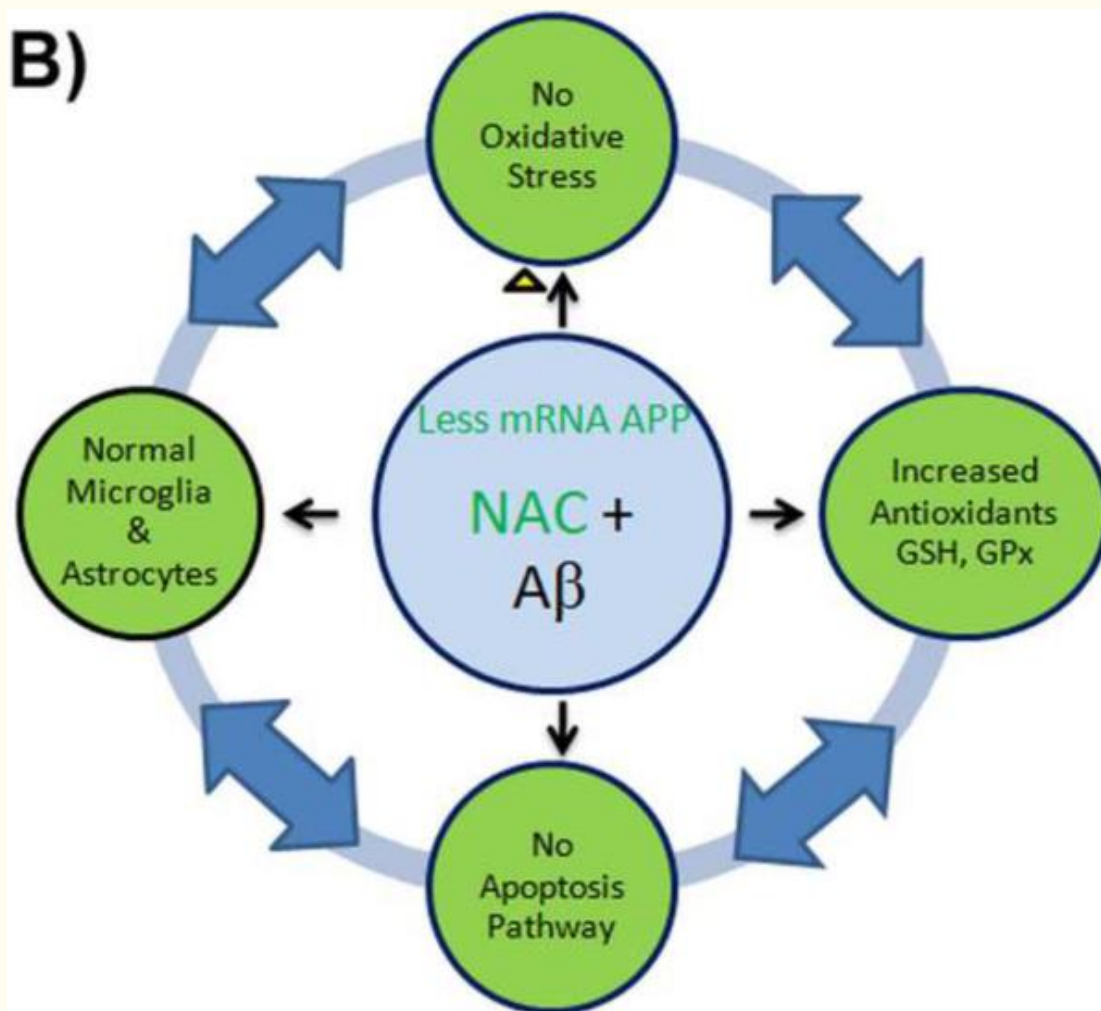 B)
No
Oxidative
Stress
Normal
Microglia
&
Astrocytes
Less mRNA APP
NAC +
Aβ
Increased
Antioxidants
GSH, GPx
No
Apoptosis
Pathway